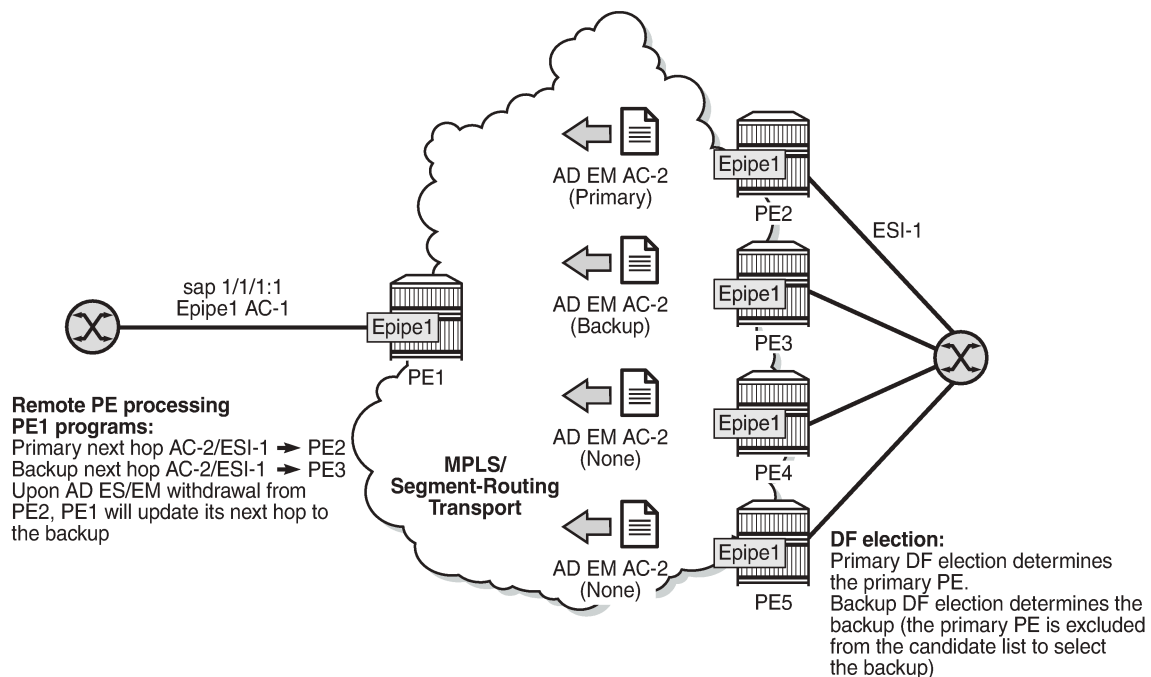 AD EM AC-2
(Primary)
Epipe1
PE2
ESI-1
AD EM AC-2
(Backup)
Epipe1
PE3
sap 1/1/1:1
Epipe1 AC-1
Epipe1
PE1
AD EM AC-2
(None)
Epipe1
PE4
Remote PE processing
PE1 programs:
Primary next hop AC-2/ESI-1 ➔ PE2
Backup next hop AC-2/ESI-1 ➔ PE3
Upon AD ES/EM withdrawal from
PE2, PE1 will update its next hop to
the backup
MPLS/
Segment-Routing
Transport
AD EM AC-2
(None)
Epipe1
PE5
DF election:
Primary DF election determines
the primary PE.
Backup DF election determines the
backup (the primary PE is excluded
from the candidate list to select
the backup)